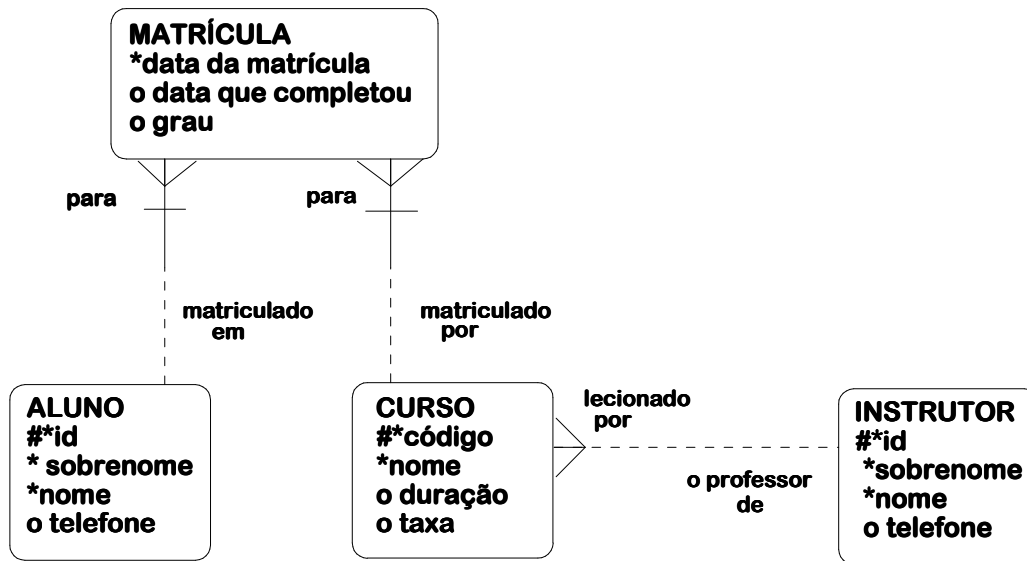 MATRÍCULA
*data da matrícula
o data que completou
o grau
para
para
matriculado
em
matriculado
por
ALUNO
#*id
* sobrenome
*nome
o telefone
CURSO
#*código
*nome
o duração
o taxa
lecionado
por
o professor
de
INSTRUTOR
#*id
*sobrenome
*nome
o telefone